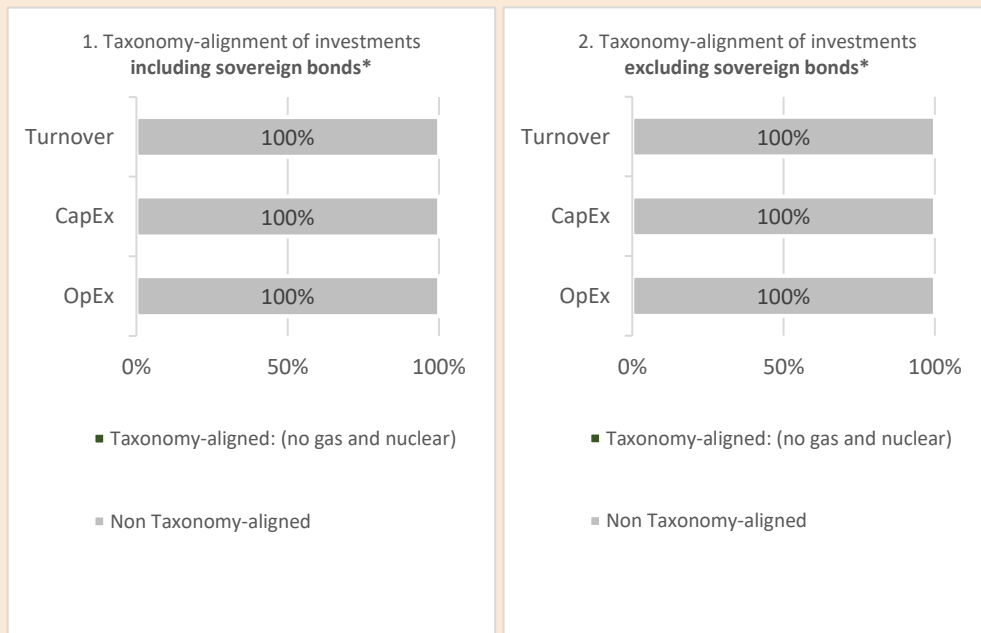 1. Taxonomy-alignment of investments
including sovereign bonds*
Turnover
100%
CapEx
100%
OpEx
100%
0%
50%
100%
Taxonomy-aligned: (no gas and nuclear)
Non Taxonomy-aligned
2. Taxonomy-alignment of investments
excluding sovereign bonds*
Turnover
100%
CapEx
100%
OpEx
100%
0%
50%
100%
Taxonomy-aligned: (no gas and nuclear)
Non Taxonomy-aligned